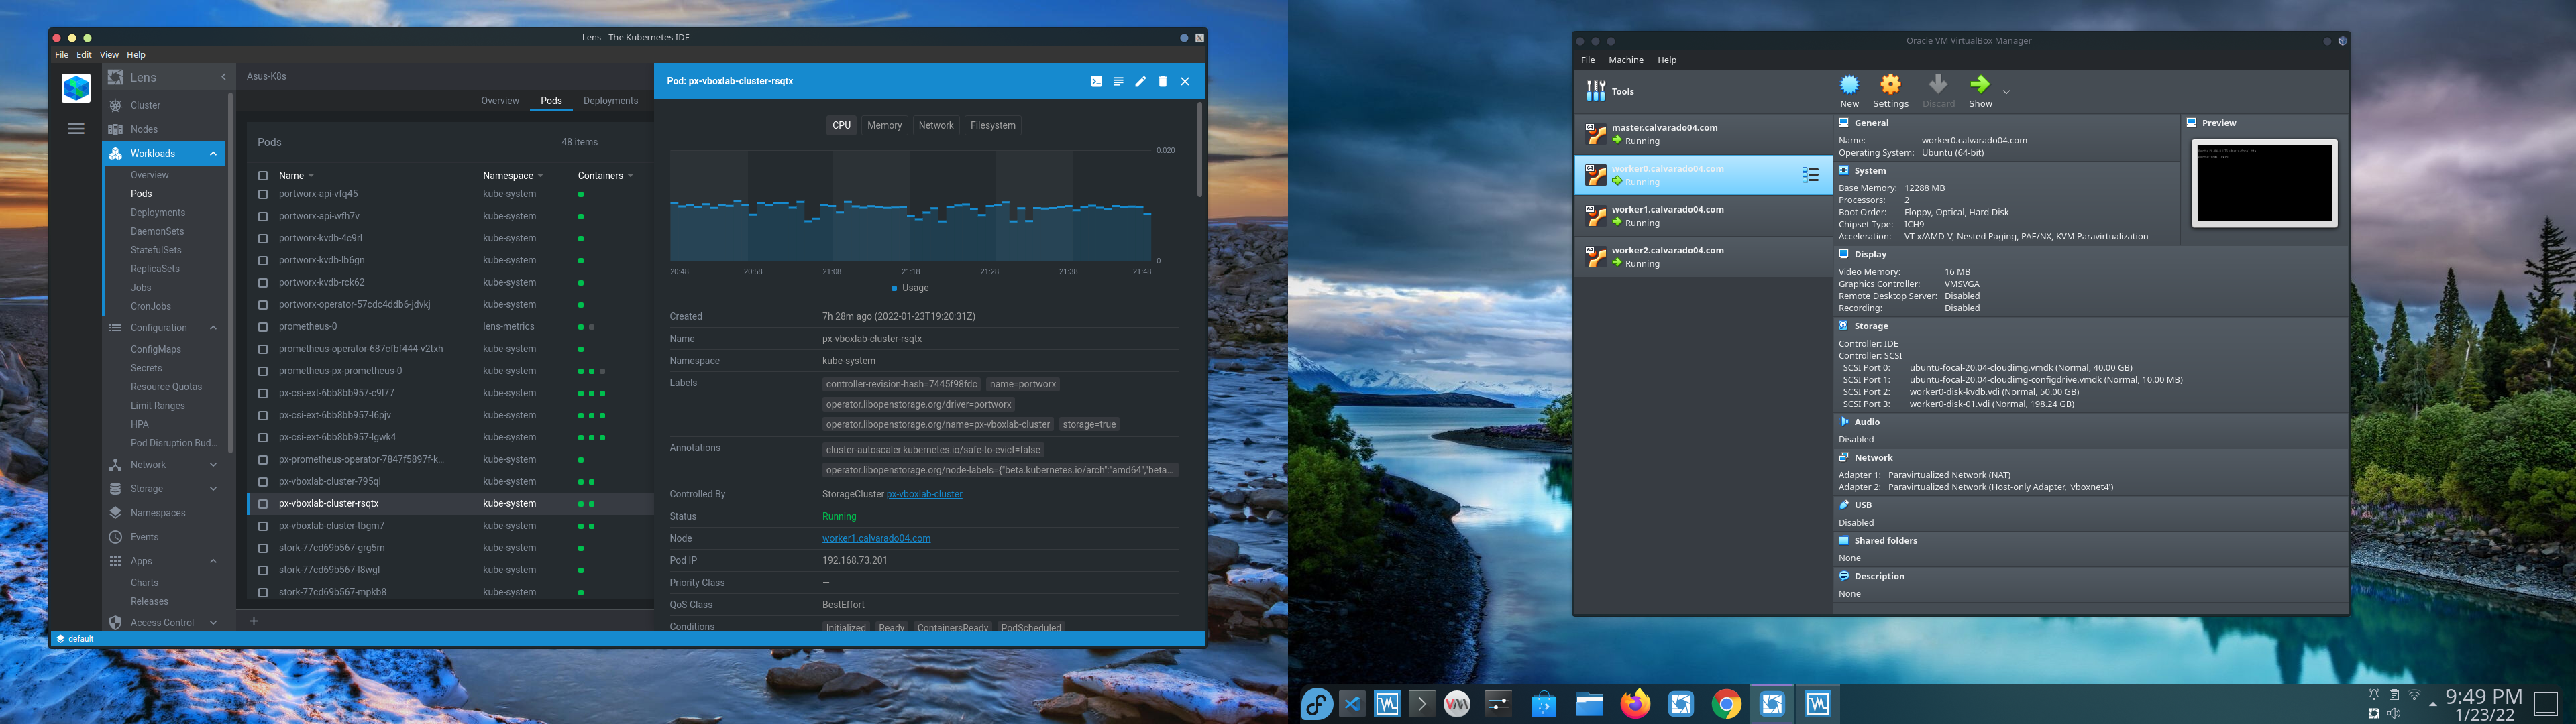 Lens - The Kubernetes IDE
File Edit View Help
Lens
Cluster
Nodes
Workloads
Overview
Pods
Deployments
DaemonSets
StatefulSets
ReplicaSets
Jobs
CronJobs
Configuration
ConfigMaps
Secrets
Resource Quotas
Limit Ranges
HPA
Pod Disruption Bud...
Network
Storage
Namespaces
Events
Apps
Charts
Releases
Access Control
default
Asus-K8s
Overview Pods Deployments
Pods 48 items
Name Namespace Containers
portworx-api-vfq45 kube-system
portworx-api-wfh7v kube-system
portworx-kvdb-4c9rl kube-system
portworx-kvdb-lb6gn kube-system
portworx-kvdb-rck62 kube-system
portworx-operator-57cdc4ddb6-jdvkj kube-system
prometheus-0 lens-metrics
prometheus-operator-687cfbf444-v2txh kube-system
prometheus-px-prometheus-0 kube-system
px-csi-ext-6bb8bb957-c9l77 kube-system
px-csi-ext-6bb8bb957-l6pjv kube-system
px-csi-ext-6bb8bb957-lgwk4 kube-system
px-prometheus-operator-7847f5897f-k... kube-system
px-vboxlab-cluster-795ql kube-system
px-vboxlab-cluster-rsqtx kube-system
px-vboxlab-cluster-tbgm7 kube-system
stork-77cd69b567-grg5m kube-system
stork-77cd69b567-l8wgl kube-system
stork-77cd69b567-mpkb8 kube-system
+
Pod: px-vboxlab-cluster-rsqtx
CPU Memory Network Filesystem
0.020
0
20:48 20:58 21:08 21:18 21:28 21:38 21:48
Usage
Created 7h 28m ago (2022-01-23T19:20:31Z)
Name px-vboxlab-cluster-rsqtx
Namespace kube-system
Labels controller-revision-hash=7445f98fdc name=portworx
operator.libopenstorage.org/driver=portworx
operator.libopenstorage.org/name=px-vboxlab-cluster storage=true
Annotations cluster-autoscaler.kubernetes.io/safe-to-evict=false
operator.libopenstorage.org/node-labels={"beta.kubernetes.io/arch":"amd64","beta...
Controlled By StorageCluster px-vboxlab-cluster
Status Running
Node worker1.calvarado04.com
Pod IP 192.168.73.201
Priority Class —
QoS Class BestEffort
Conditions Initialized Ready ContainersReady PodScheduled
Oracle VM VirtualBox Manager
File Machine Help
Tools
New Settings Discard Show
master.calvarado04.com
Running
worker0.calvarado04.com
Running
worker1.calvarado04.com
Running
worker2.calvarado04.com
Running
General
Name: worker0.calvarado04.com
Operating System: Ubuntu (64-bit)
Preview
System
Base Memory: 12288 MB
Processors: 2
Boot Order: Floppy, Optical, Hard Disk
Chipset Type: ICH9
Acceleration: VT-x/AMD-V, Nested Paging, PAE/NX, KVM Paravirtualization
Display
Video Memory: 16 MB
Graphics Controller: VMSVGA
Remote Desktop Server: Disabled
Recording: Disabled
Storage
Controller: IDE
Controller: SCSI
SCSI Port 0: ubuntu-focal-20.04-cloudimg.vmdk (Normal, 40.00 GB)
SCSI Port 1: ubuntu-focal-20.04-cloudimg-configdrive.vmdk (Normal, 10.00 MB)
SCSI Port 2: worker0-disk-kvdb.vdi (Normal, 50.00 GB)
SCSI Port 3: worker0-disk-01.vdi (Normal, 198.24 GB)
Audio
Disabled
Network
Adapter 1: Paravirtualized Network (NAT)
Adapter 2: Paravirtualized Network (Host-only Adapter, 'vboxnet4')
USB
Disabled
Shared folders
None
Description
None
9:49 PM
1/23/22